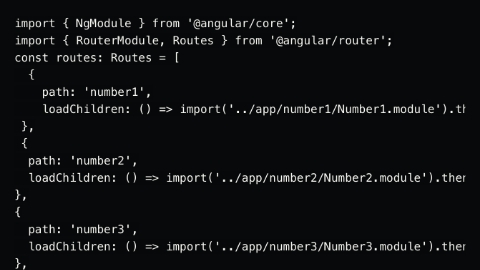 import { NgModule } from '@angular/core';
import { RouterModule, Routes } from '@angular/router';
const routes: Routes = [
{
path: 'number1',
loadChildren: () => import('../app/number1/Number1.module').th
},
{
path: 'number2',
loadChildren: () => import('../app/number2/Number2.module').ther
},
{
path: 'number3',
loadChildren: () => import('../app/number3/Number3.module').ther
},